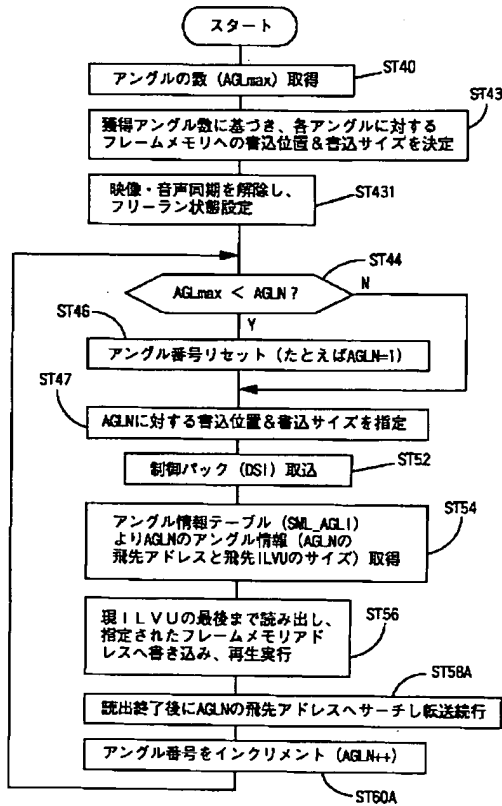 スタート
ST40
アングルの数 (AGLmax) 取得
ST43
獲得アングル数に基づき、各アングルに対する
フレームメモリへの書込位置&書込サイズを決定
映像・音声同期を解除し、
フリーラン状態設定
ST431
ST44
AGLmax < AGLN ?
N
Y
ST46
アングル番号リセット (たとえばAGLN=1)
ST47
AGLNに対する書込位置&書込サイズを指定
制御パック (DSI) 取込
ST52
アングル情報テーブル (SML_AGLI)
よりAGLNのアングル情報 (AGLNの
飛先アドレスと飛先ILVUのサイズ) 取得
ST54
現ILVUの最後まで読み出し、
指定されたフレームメモリアド
レスへ書き込み、再生実行
ST56
ST58A
読出終了後にAGLNの飛先アドレスへサーチし転送続行
アングル番号をインクリメント (AGLN++)
ST60A